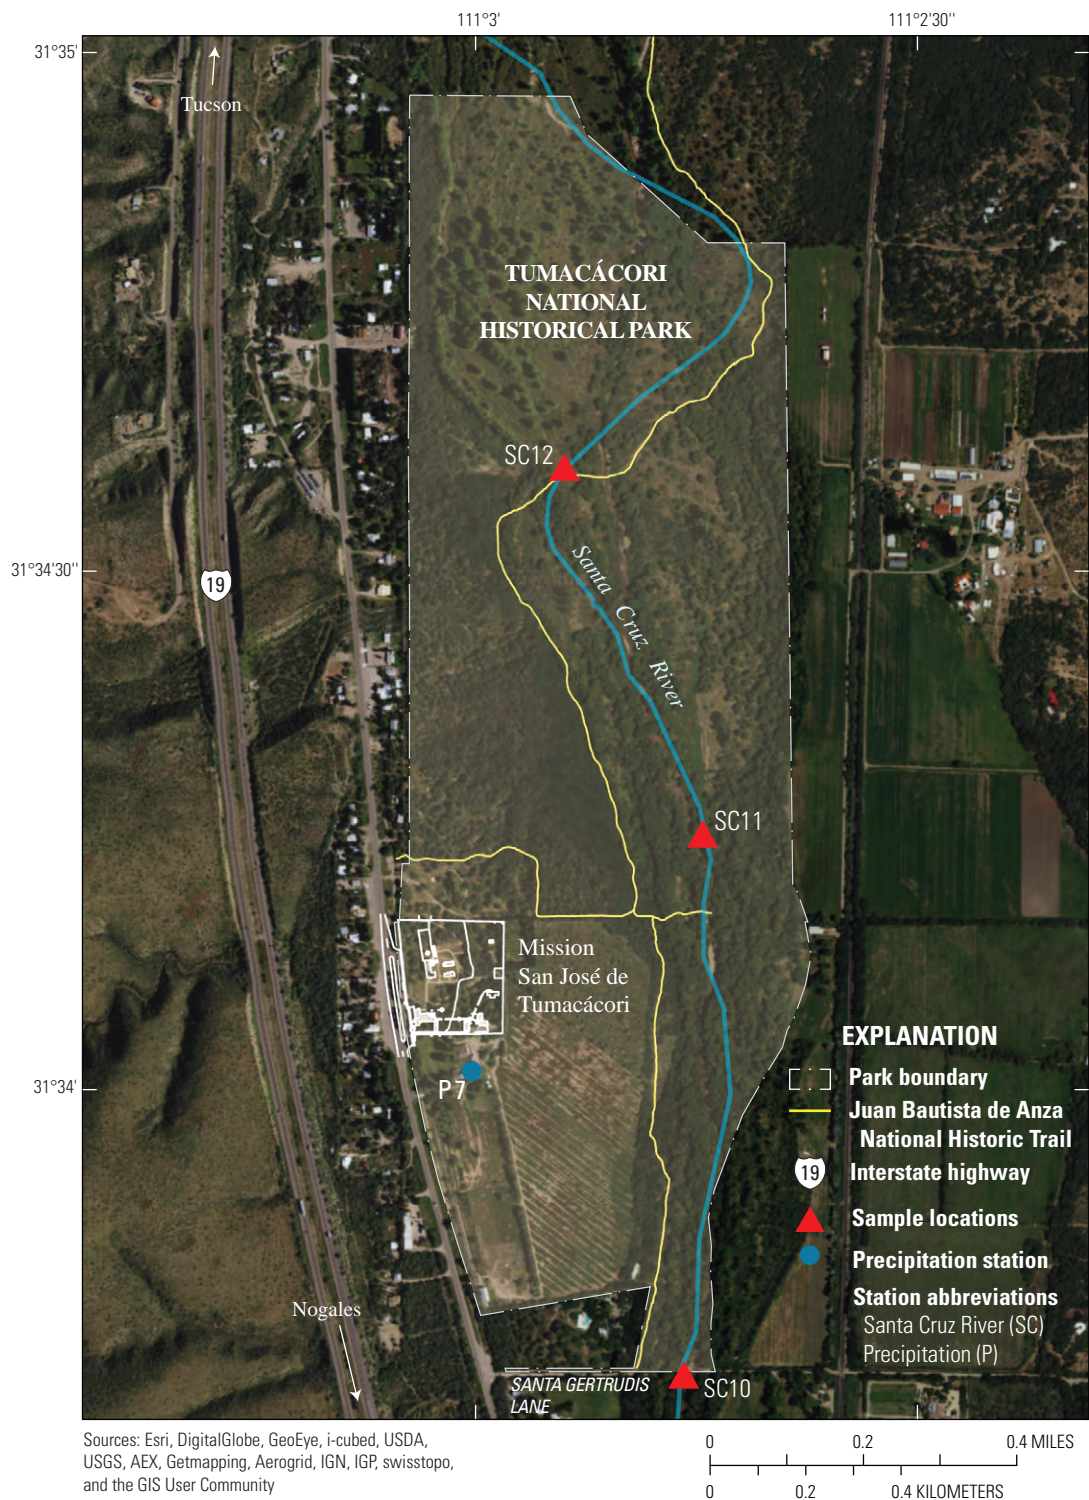 111°3'
111°2'30''
31°35'
Tucson
TUMACÁCORI
NATIONAL
HISTORICAL PARK
SC12
31°34'30''
19
Santa Cruz River
SC11
Mission
San José de
Tumacácori
31°34'
P7
EXPLANATION
Park boundary
Juan Bautista de Anza
National Historic Trail
19
Interstate highway
Sample locations
Precipitation station
Station abbreviations
Santa Cruz River (SC)
Precipitation (P)
Nogales
SANTA GERTRUDIS
LANE
SC10
Sources: Esri, DigitalGlobe, GeoEye, i-cubed, USDA,
USGS, AEX, Getmapping, Aerogrid, IGN, IGP, swisstopo,
and the GIS User Community
0 0.2 0.4 MILES
0 0.2 0.4 KILOMETERS